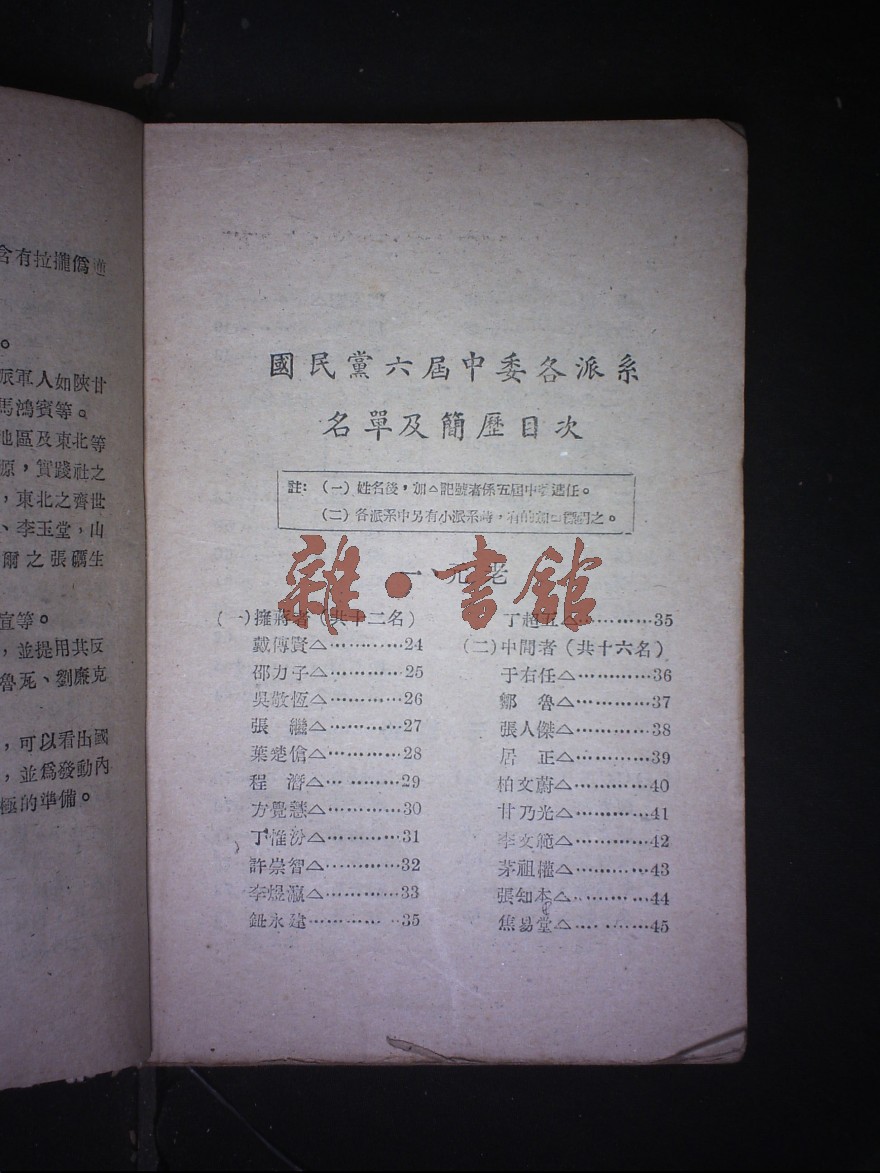 含有拉攏僞
。
派軍人如陝甘
馬鴻賓等。
地區及東北等
原，實踐社之
，東北之齊世
、李玉堂，山
爾之張礪生
宣等。
，並提用其反
魯瓦、劉廉克
，可以看出國
，並爲發動內
極的準備。
國民黨六屆中委各派系
名單及簡歷目次
註：（一）姓名後，加△記號者係五屆中委連任。
（二）各派系中另有小派系時，有的加□標明之。
一、元老
（一）擁蔣者（共十二名）
戴傳賢△…………24
邵力子△…………25
吳敬恆△…………26
張　繼△…………27
葉楚傖△…………28
程　潛△…………29
方覺慧△…………30
丁惟汾△…………31
許崇智△…………32
李煜瀛△…………33
鈕永建…………35
丁超五△…………35
（二）中間者（共十六名）
于右任△…………36
鄒　魯△…………37
張人傑△…………38
居　正△…………39
柏文蔚△…………40
甘乃光△…………41
李文範△…………42
茅祖權△…………43
張知本△…………44
焦易堂△…………45
雜·書館